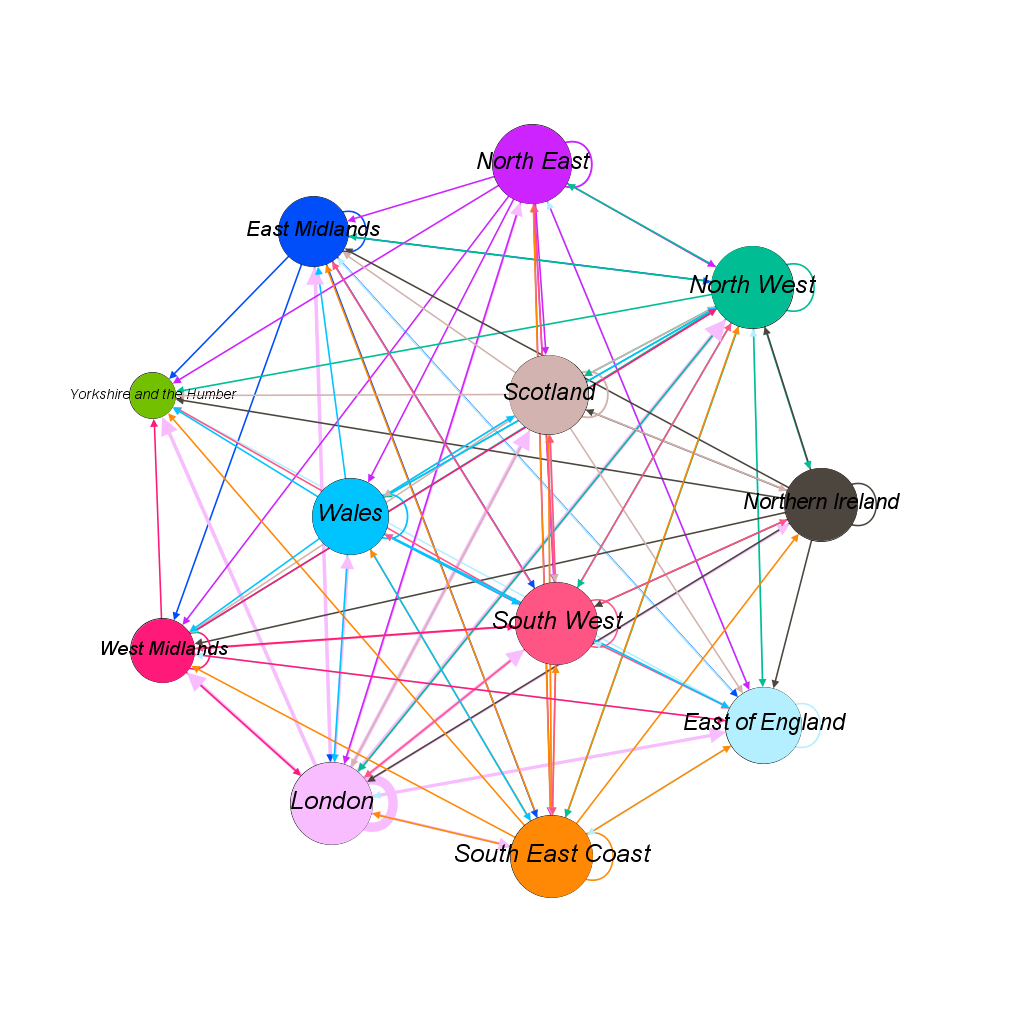 North East
East Midlands
North West
Yorkshire and the Humber
Scotland
Northern Ireland
Wales
South West
West Midlands
East of England
London
South East Coast